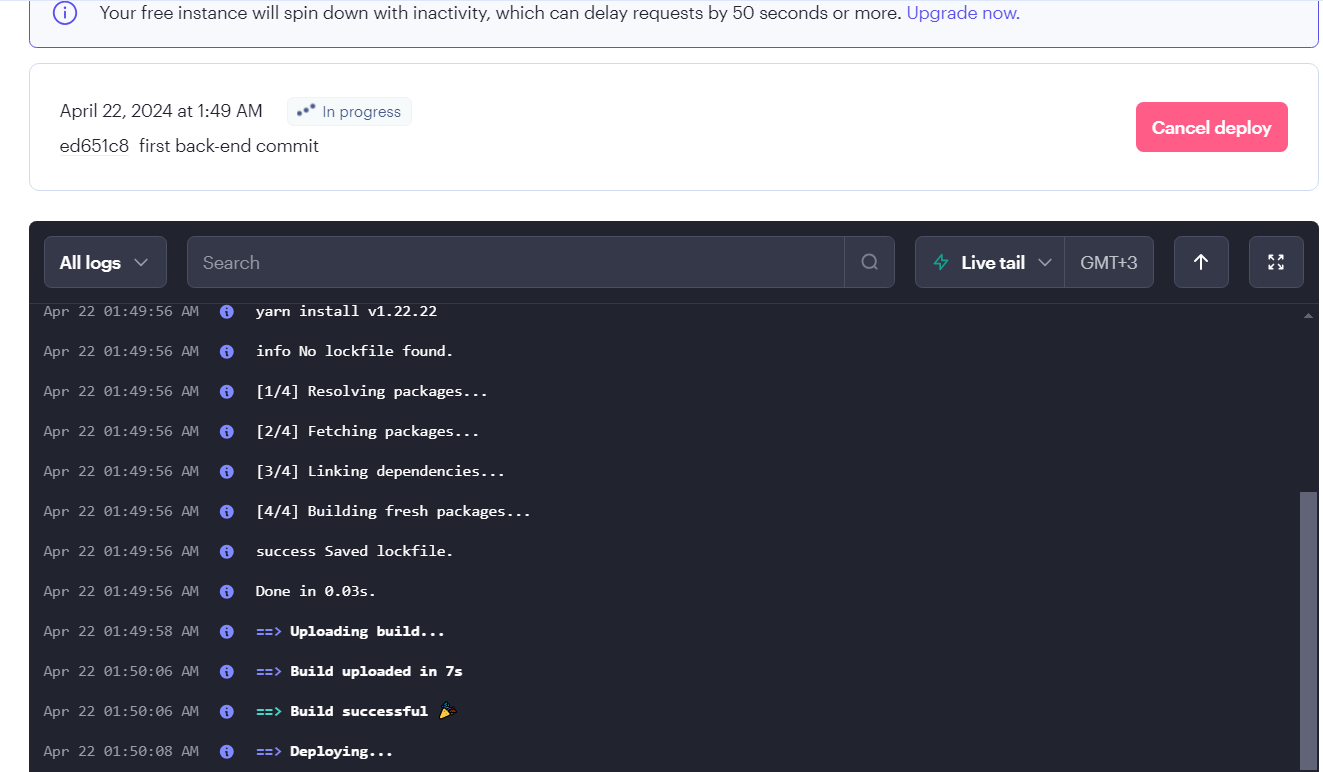 Your free instance will spin down with inactivity, which can delay requests by 50 seconds or more. Upgrade now.
April 22, 2024 at 1:49 AM In progress
Cancel deploy
ed651c8 first back-end commit
All logs Search Live tail GMT+3
Apr 22 01:49:56 AM yarn install v1.22.22
Apr 22 01:49:56 AM info No lockfile found.
Apr 22 01:49:56 AM [1/4] Resolving packages...
Apr 22 01:49:56 AM [2/4] Fetching packages...
Apr 22 01:49:56 AM [3/4] Linking dependencies...
Apr 22 01:49:56 AM [4/4] Building fresh packages...
Apr 22 01:49:56 AM success Saved lockfile.
Apr 22 01:49:56 AM Done in 0.03s.
Apr 22 01:49:58 AM ==> Uploading build...
Apr 22 01:50:06 AM ==> Build uploaded in 7s
Apr 22 01:50:06 AM ==> Build successful 🎉
Apr 22 01:50:08 AM ==> Deploying...